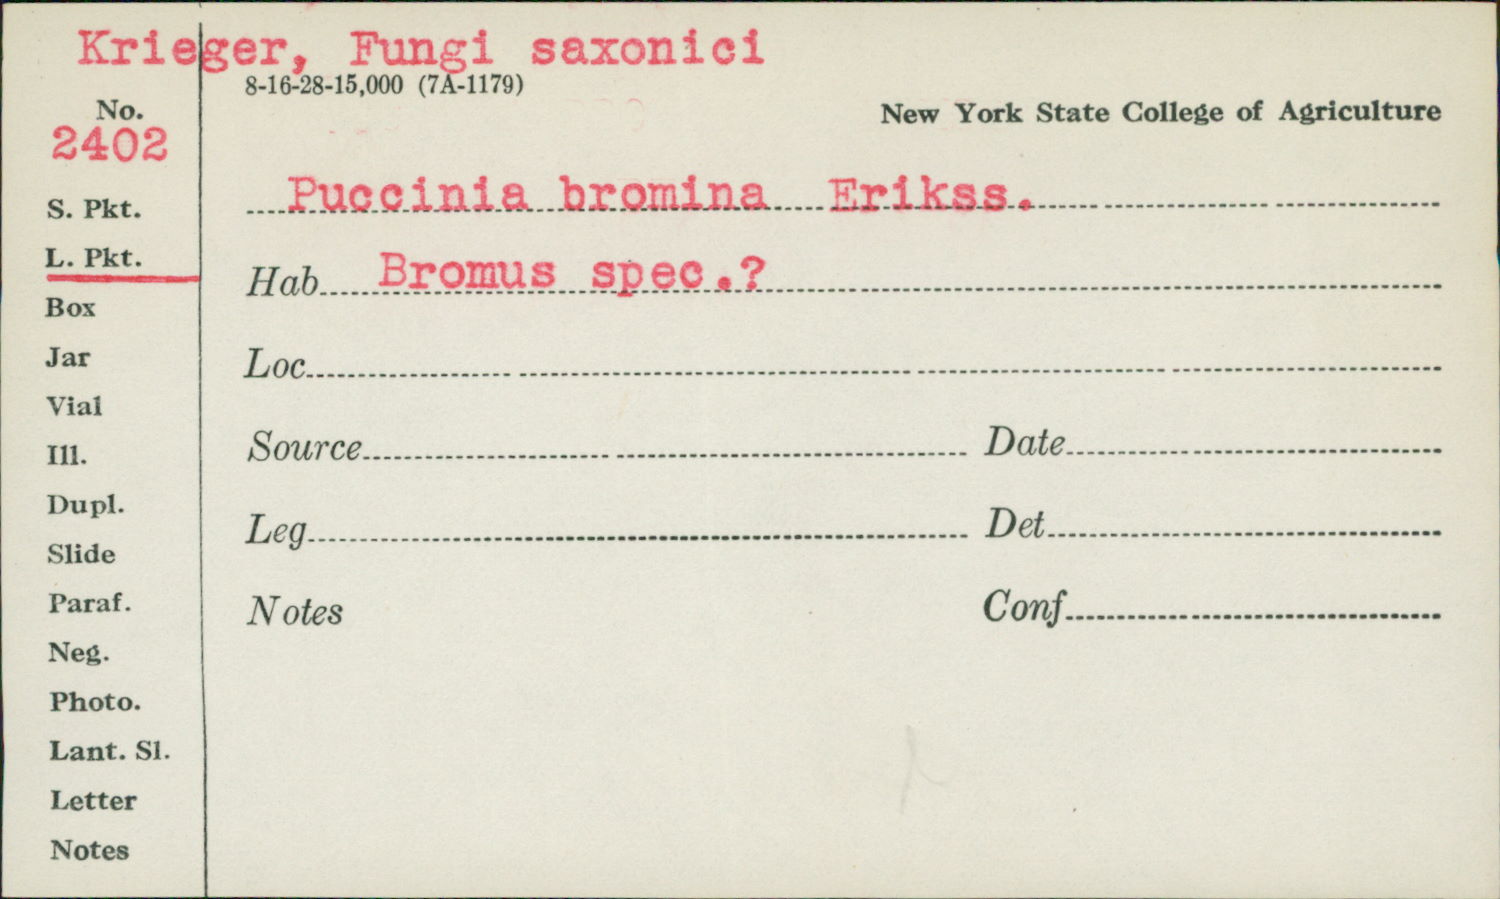 Krieger, Fungi saxonici
8-16-28-15,000 (7A-1179)
No.
New York State College of Agriculture
2402
Puccinia bromina Erikss.
S. Pkt.
L. Pkt.
Hab Bromus spec.?
Box
Jar
Loc
Vial
Ill.
Source Date
Dupl.
Slide
Leg Det
Paraf.
Notes Conf
Neg.
Photo.
Lant. Sl.
Letter
Notes